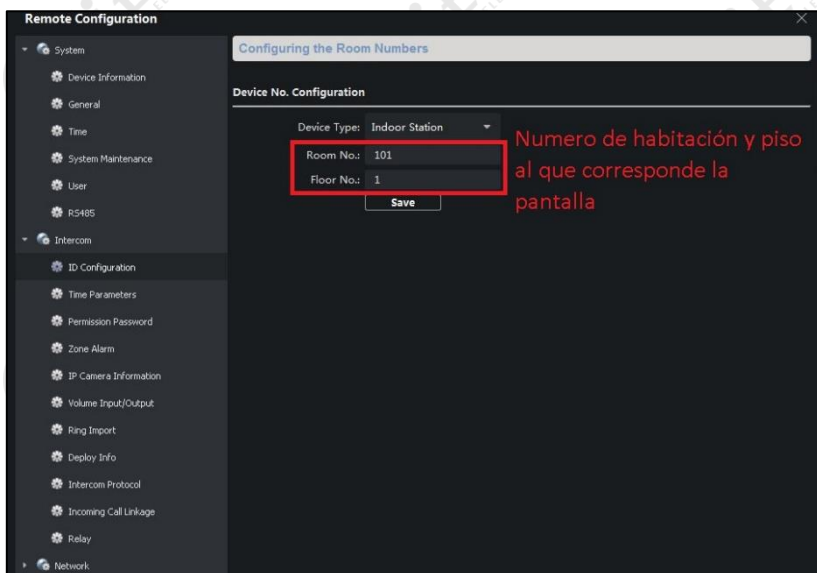 Remote Configuration
System
Device Information
General
Time
System Maintenance
User
RS485
Intercom
ID Configuration
Time Parameters
Permission Password
Zone Alarm
IP Camera Information
Volume Input/Output
Ring Import
Deploy Info
Intercom Protocol
Incoming Call Linkage
Relay
Network
Configuring the Room Numbers
Device No. Configuration
Device Type: Indoor Station
Room No.: 101
Floor No.: 1
Save
Numero de habitación y piso
al que corresponde la
pantalla